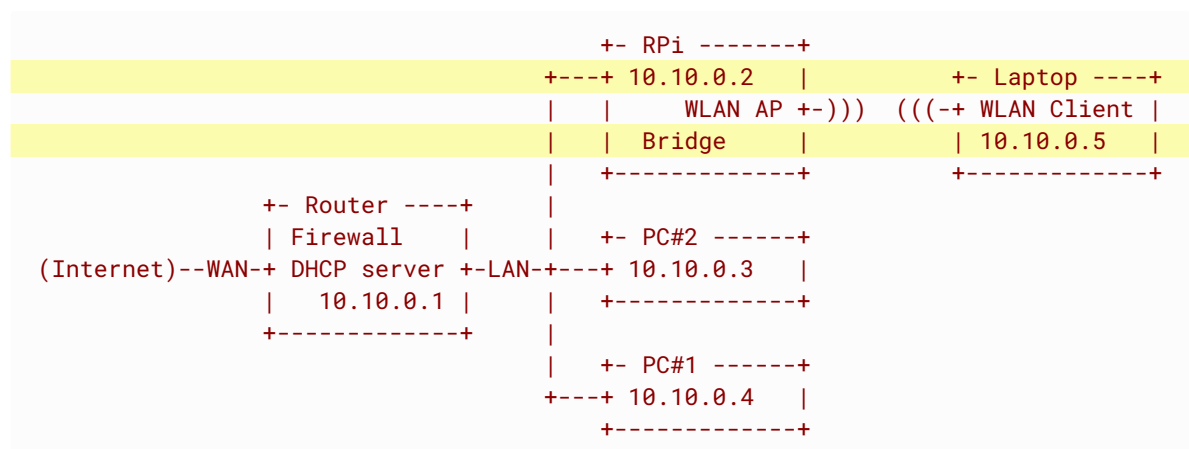 +- RPi -------+
                                     +---+ 10.10.0.2   |          +- Laptop ----+
                                     |   |     WLAN AP +-)))  (((-+ WLAN Client |
                                     |   |  Bridge     |          | 10.10.0.5   |
                                     |   +-------------+          +-------------+
                 +- Router ----+     |
                 | Firewall    |     |   +- PC#2 ------+
 (Internet)--WAN-+ DHCP server +-LAN-+---+ 10.10.0.3   |
                 |   10.10.0.1 |     |   +-------------+
                 +-------------+     |
                                     |   +- PC#1 ------+
                                     +---+ 10.10.0.4   |
                                         +-------------+